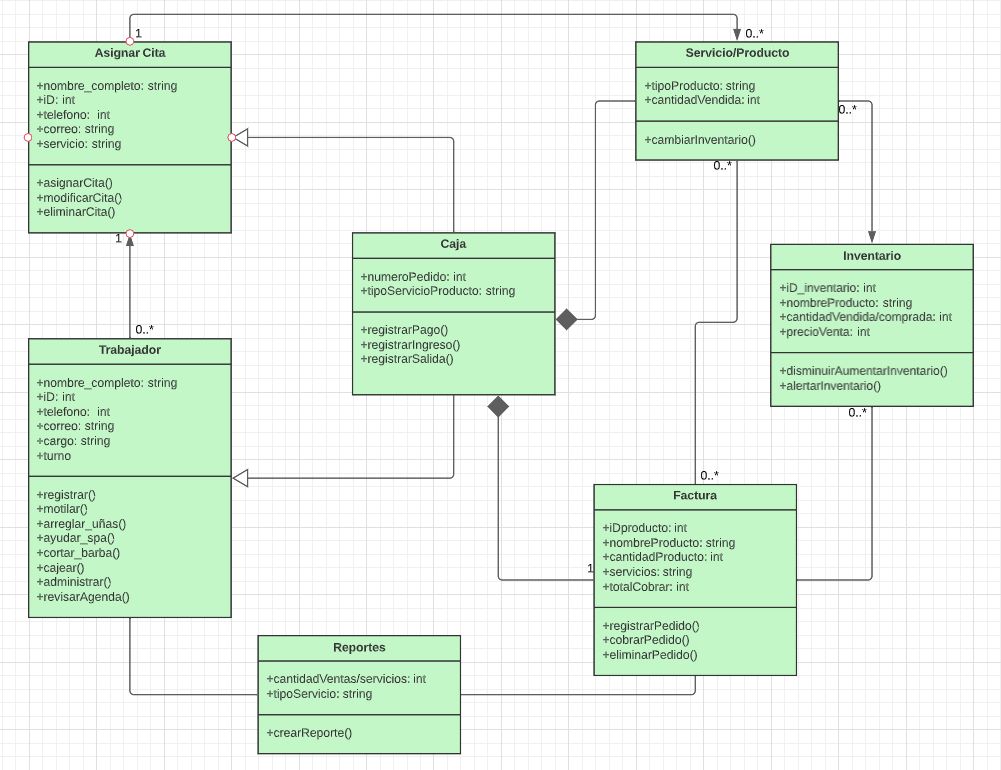 1
0..*
Asignar Cita
+nombre_completo: string
+iD: int
+telefono:  int
+correo: string
+servicio: string
+asignarCita()
+modificarCita()
+eliminarCita()
1
Servicio/Producto
+tipoProducto: string
+cantidadVendida: int
+cambiarInventario()
0..*
0..*
Caja
+numeroPedido: int
+tipoServicioProducto: string
+registrarPago()
+registrarIngreso()
+registrarSalida()
Inventario
+iD_inventario: int
+nombreProducto: string
+cantidadVendida/comprada: int
+precioVenta:  int
+disminuirAumentarInventario()
+alertarInventario()
0..*
0..*
Trabajador
+nombre_completo: string
+iD: int
+telefono:  int
+correo: string
+cargo: string
+turno
+registrar()
+motilar()
+arreglar_uñas()
+ayudar_spa()
+cortar_barba()
+cajear()
+administrar()
+revisarAgenda()
0..*
1
Factura
+iDproducto: int
+nombreProducto: string
+cantidadProducto: int
+servicios: string
+totalCobrar: int
+registrarPedido()
+cobrarPedido()
+eliminarPedido()
Reportes
+cantidadVentas/servicios: int
+tipoServicio: string
+crearReporte()